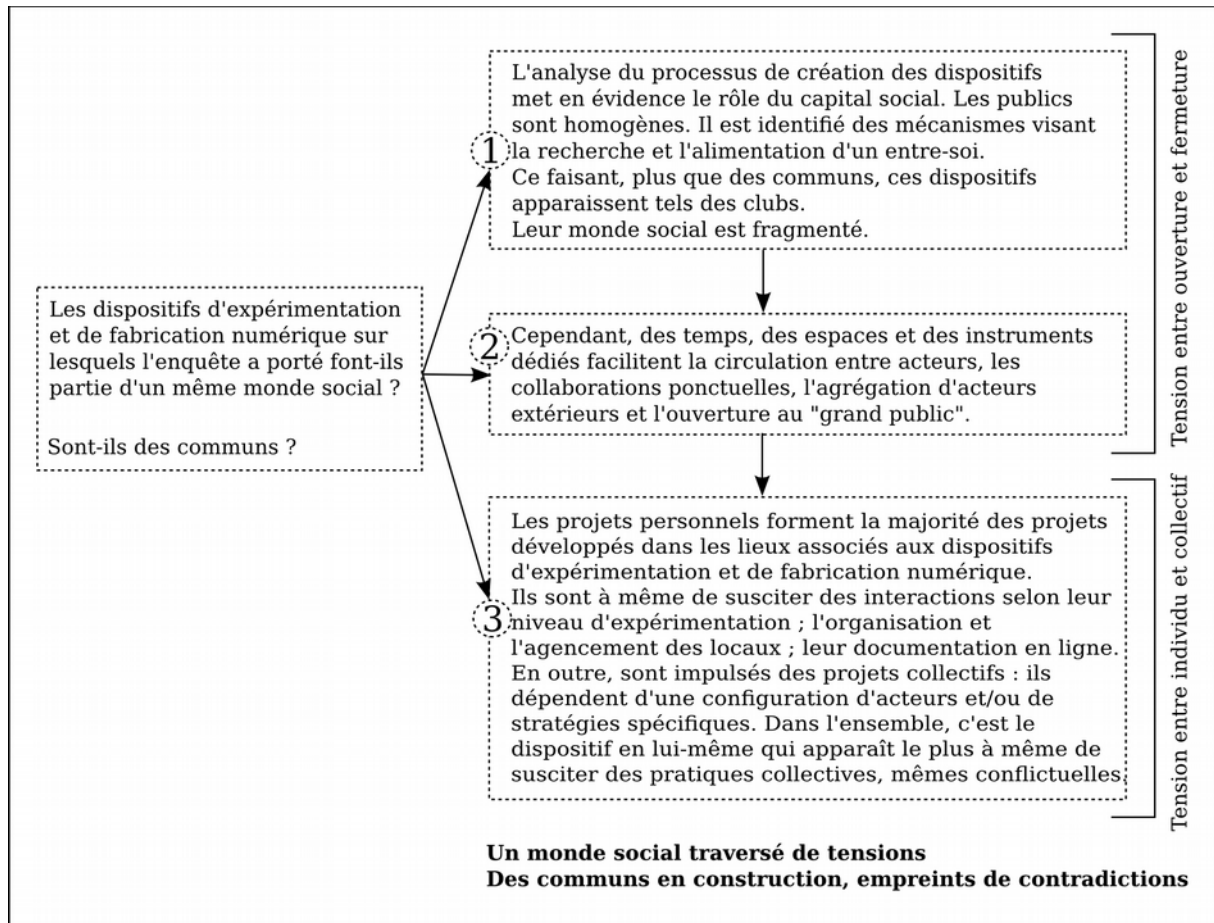 Les dispositifs d'expérimentation
et de fabrication numérique sur
lesquels l'enquête a porté font-ils
partie d'un même monde social ?
Sont-ils des communs ?
1
L'analyse du processus de création des dispositifs
met en évidence le rôle du capital social. Les publics
sont homogènes. Il est identifié des mécanismes visant
la recherche et l'alimentation d'un entre-soi.
Ce faisant, plus que des communs, ces dispositifs
apparaissent tels des clubs.
Leur monde social est fragmenté.
2
Cependant, des temps, des espaces et des instruments
dédiés facilitent la circulation entre acteurs, les
collaborations ponctuelles, l'agrégation d'acteurs
extérieurs et l'ouverture au "grand public".
Tension entre ouverture et fermeture
3
Les projets personnels forment la majorité des projets
développés dans les lieux associés aux dispositifs
d'expérimentation et de fabrication numérique.
Ils sont à même de susciter des interactions selon leur
niveau d'expérimentation ; l'organisation et
l'agencement des locaux ; leur documentation en ligne.
En outre, sont impulsés des projets collectifs : ils
dépendent d'une configuration d'acteurs et/ou de
stratégies spécifiques. Dans l'ensemble, c'est le
dispositif en lui-même qui apparaît le plus à même de
susciter des pratiques collectives, mêmes conflictuelles.
Tension entre individu et collectif
Un monde social traversé de tensions
Des communs en construction, empreints de contradictions